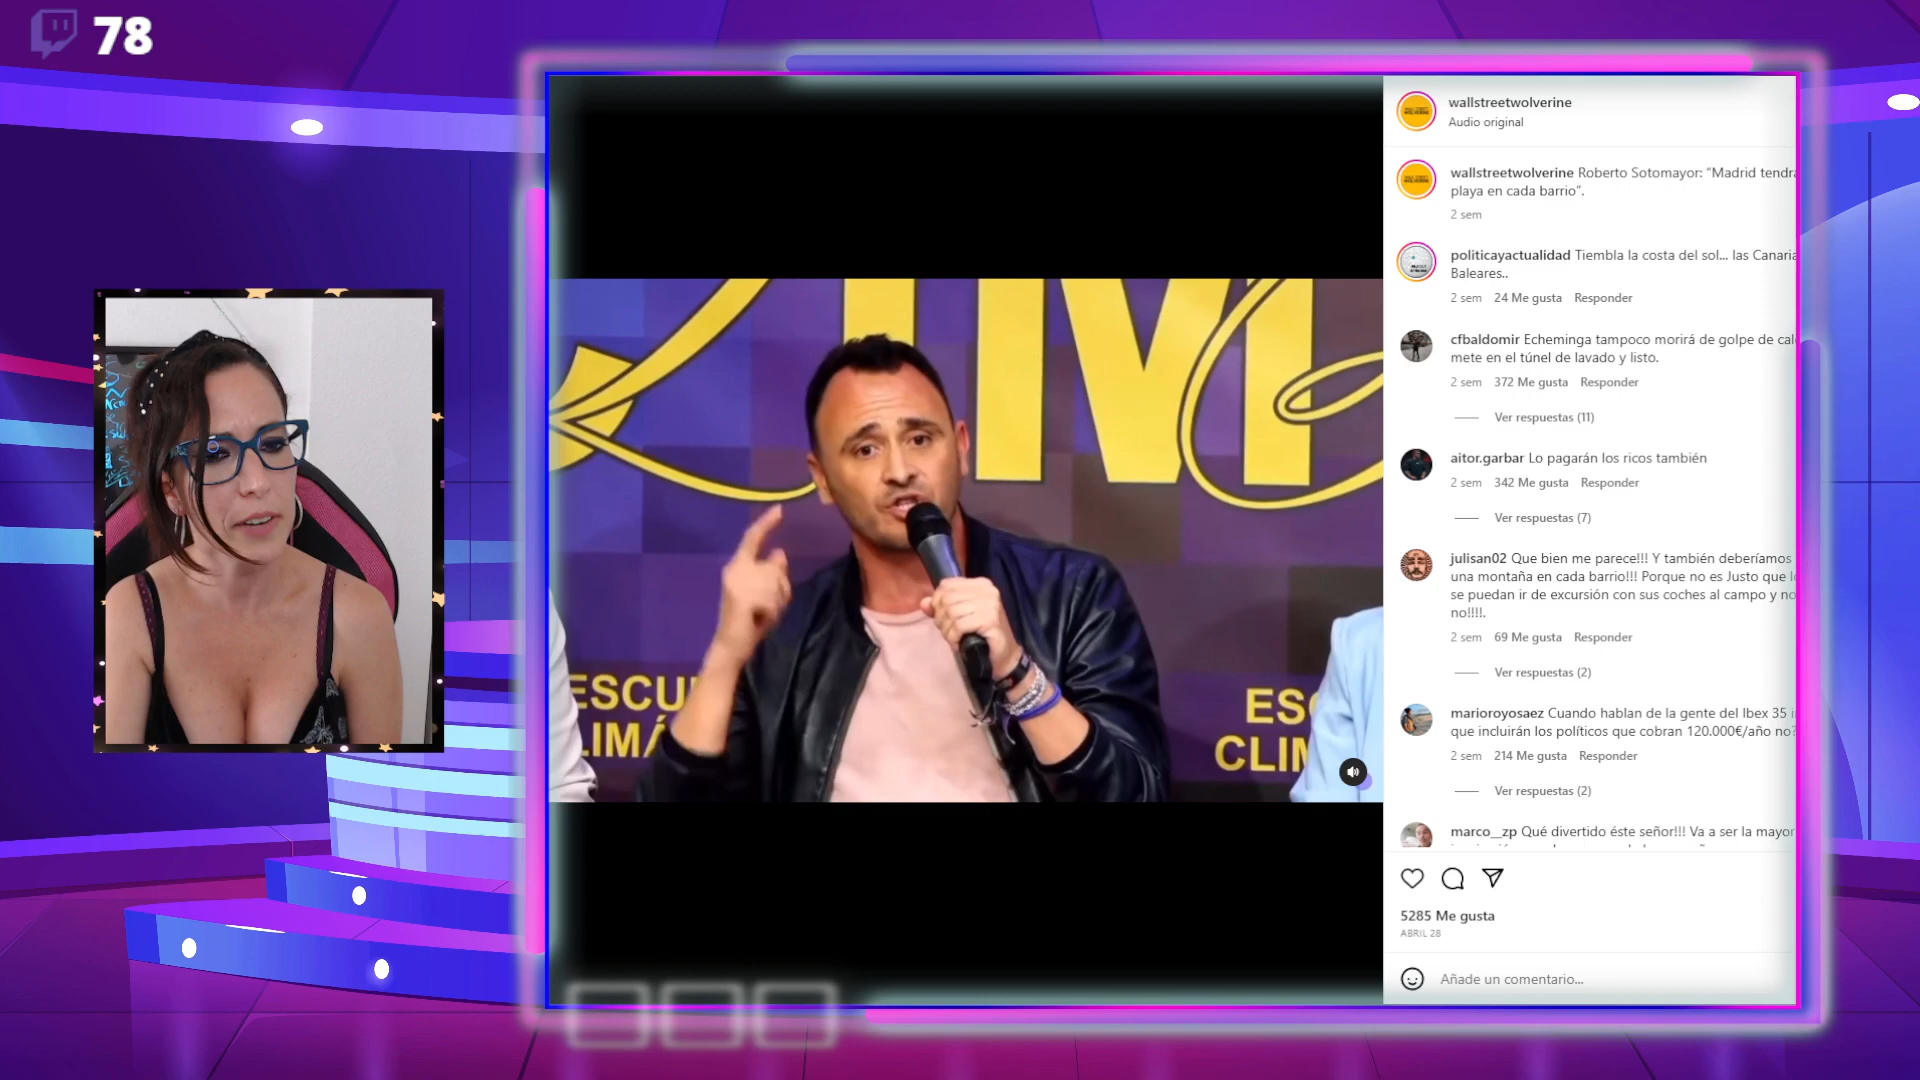 78
wallstreetwolverine
Audio original
wallstreetwolverine Roberto Sotomayor: “Madrid tendrá
playa en cada barrio”.
2 sem
politicayactualidad Tiembla la costa del sol... las Canaria
Baleares..
2 sem 24 Me gusta Responder
cfbaldomir Echeminga tampoco morirá de golpe de cal
mete en el túnel de lavado y listo.
2 sem 372 Me gusta Responder
Ver respuestas (11)
aitor.garbar Lo pagarán los ricos también
2 sem 342 Me gusta Responder
Ver respuestas (7)
julisan02 Que bien me parece!!! Y también deberíamos
una montaña en cada barrio!!! Porque no es Justo que l
se puedan ir de excursión con sus coches al campo y no
no!!!!.
2 sem 69 Me gusta Responder
Ver respuestas (2)
marioroyosaez Cuando hablan de la gente del Ibex 35 i
que incluirán los políticos que cobran 120.000€/año no?
2 sem 214 Me gusta Responder
Ver respuestas (2)
marco__zp Qué divertido éste señor!!! Va a ser la mayor
5285 Me gusta
ABRIL 28
Añade un comentario...
ESCU
LIMÁ
ES
CLIM